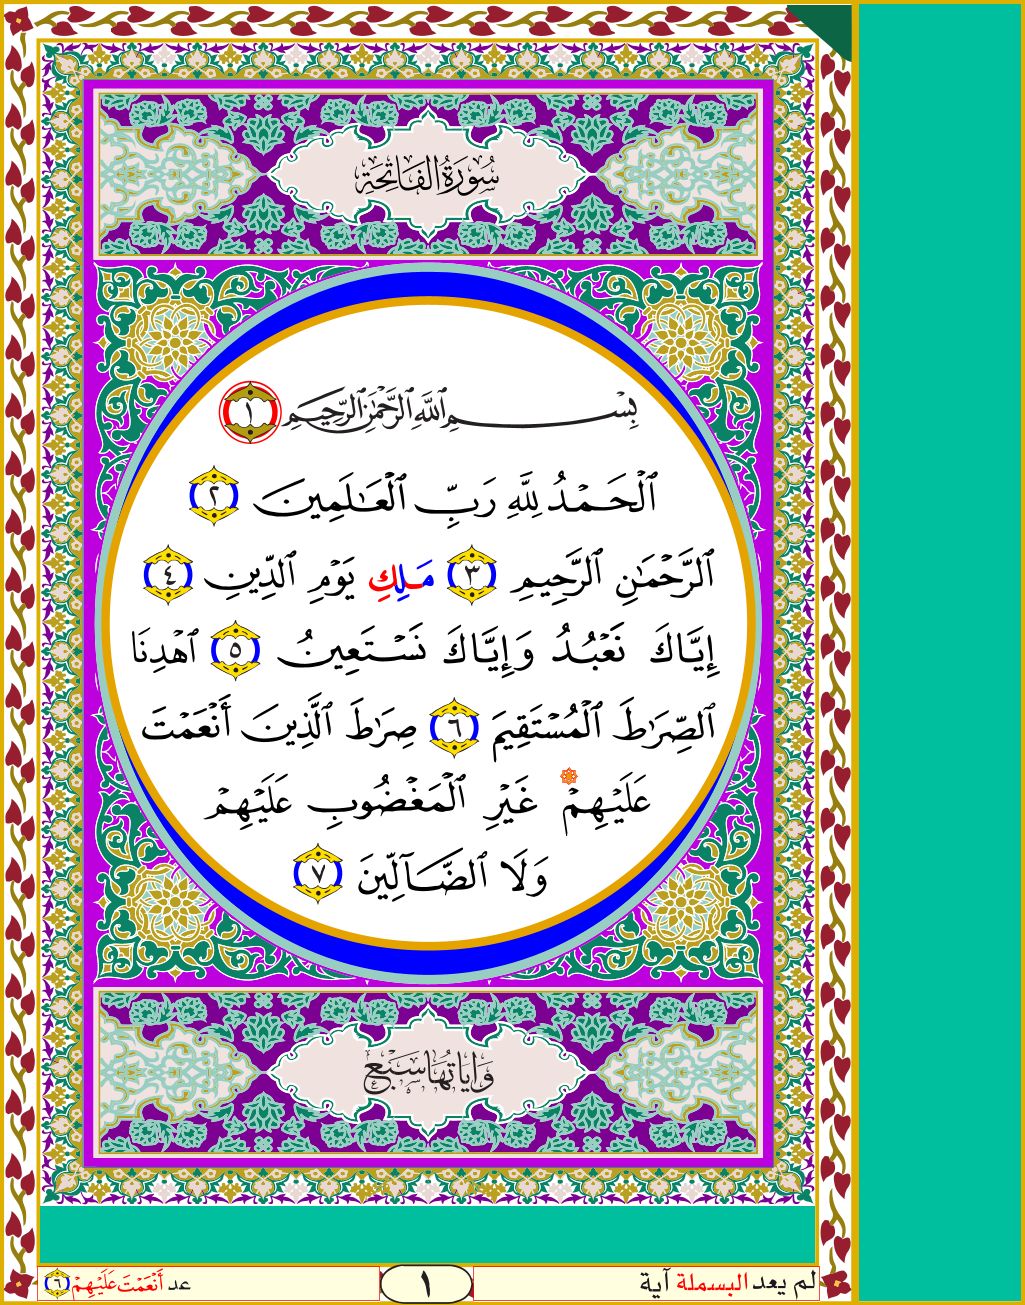 سُورَةُ الفَاتِحَةِ
بِسْمِ ٱللَّهِ ٱلرَّحْمَٰنِ ٱلرَّحِيمِ ١
ٱلْحَمْدُ لِلَّهِ رَبِّ ٱلْعَـٰلَمِينَ ٢
ٱلرَّحْمَـٰنِ ٱلرَّحِيمِ ٣ مَلِكِ يَوْمِ ٱلدِّينِ ٤
إِيَّاكَ نَعْبُدُ وَإِيَّاكَ نَسْتَعِينُ ٥ ٱهْدِنَا
ٱلصِّرَٰطَ ٱلْمُسْتَقِيمَ ٦ صِرَٰطَ ٱلَّذِينَ أَنْعَمْتَ
عَلَيْهِمْ غَيْرِ ٱلْمَغْضُوبِ عَلَيْهِمْ
وَلَا ٱلضَّآلِّينَ ٧
وَاٰيَاتُهَا سَبْعٌ
لم يعد البسملة آية
١
عد أَنْعَمْتَ عَلَيْهِمْ ٦